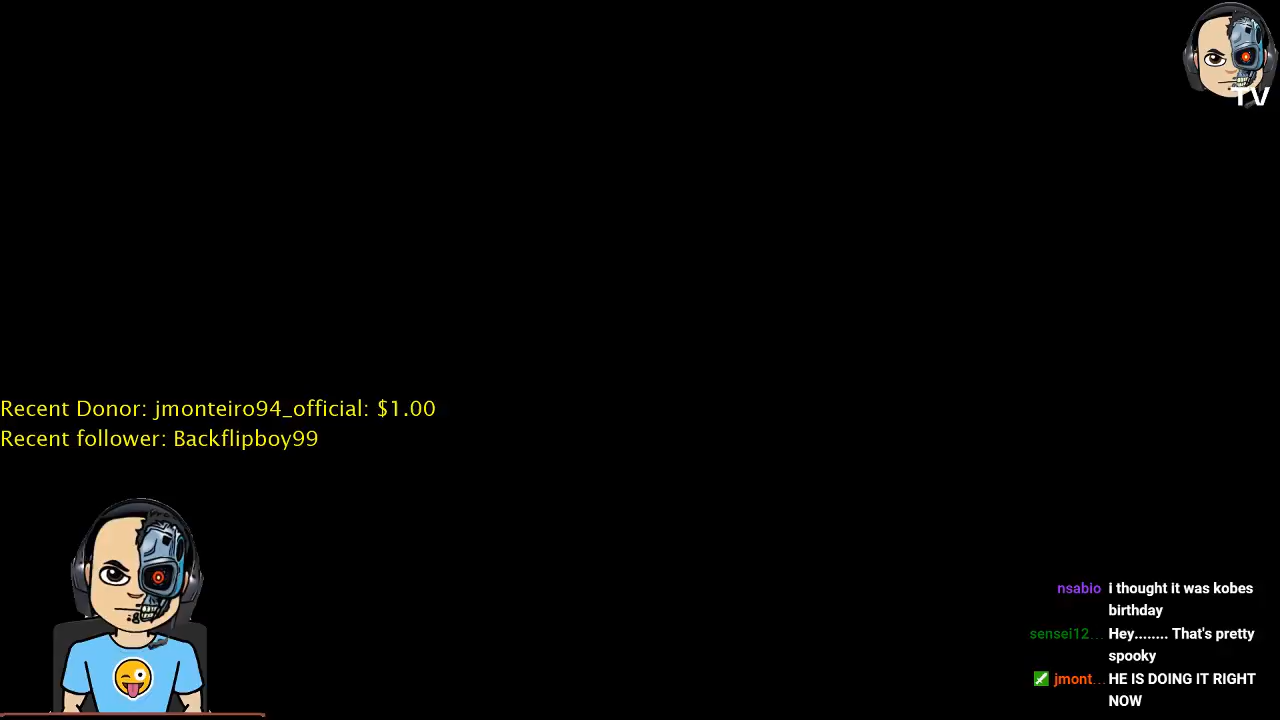 TV
Recent Donor: jmonteiro94_official: $1.00
Recent follower: Backflipboy99
nsabio i thought it was kobes
birthday
sensei12... Hey........ That's pretty
spooky
jmont... HE IS DOING IT RIGHT
NOW